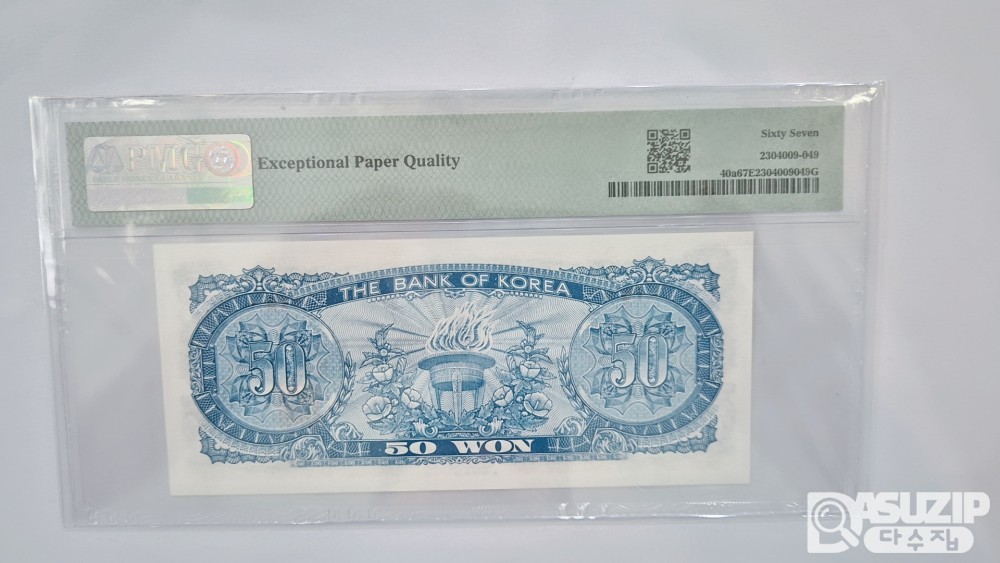 PMG
Exceptional Paper Quality
Sixty Seven
2304009-049
40a67E2304009049G
THE BANK OF KOREA
50
50
50 WON
DASUZIP
다수집